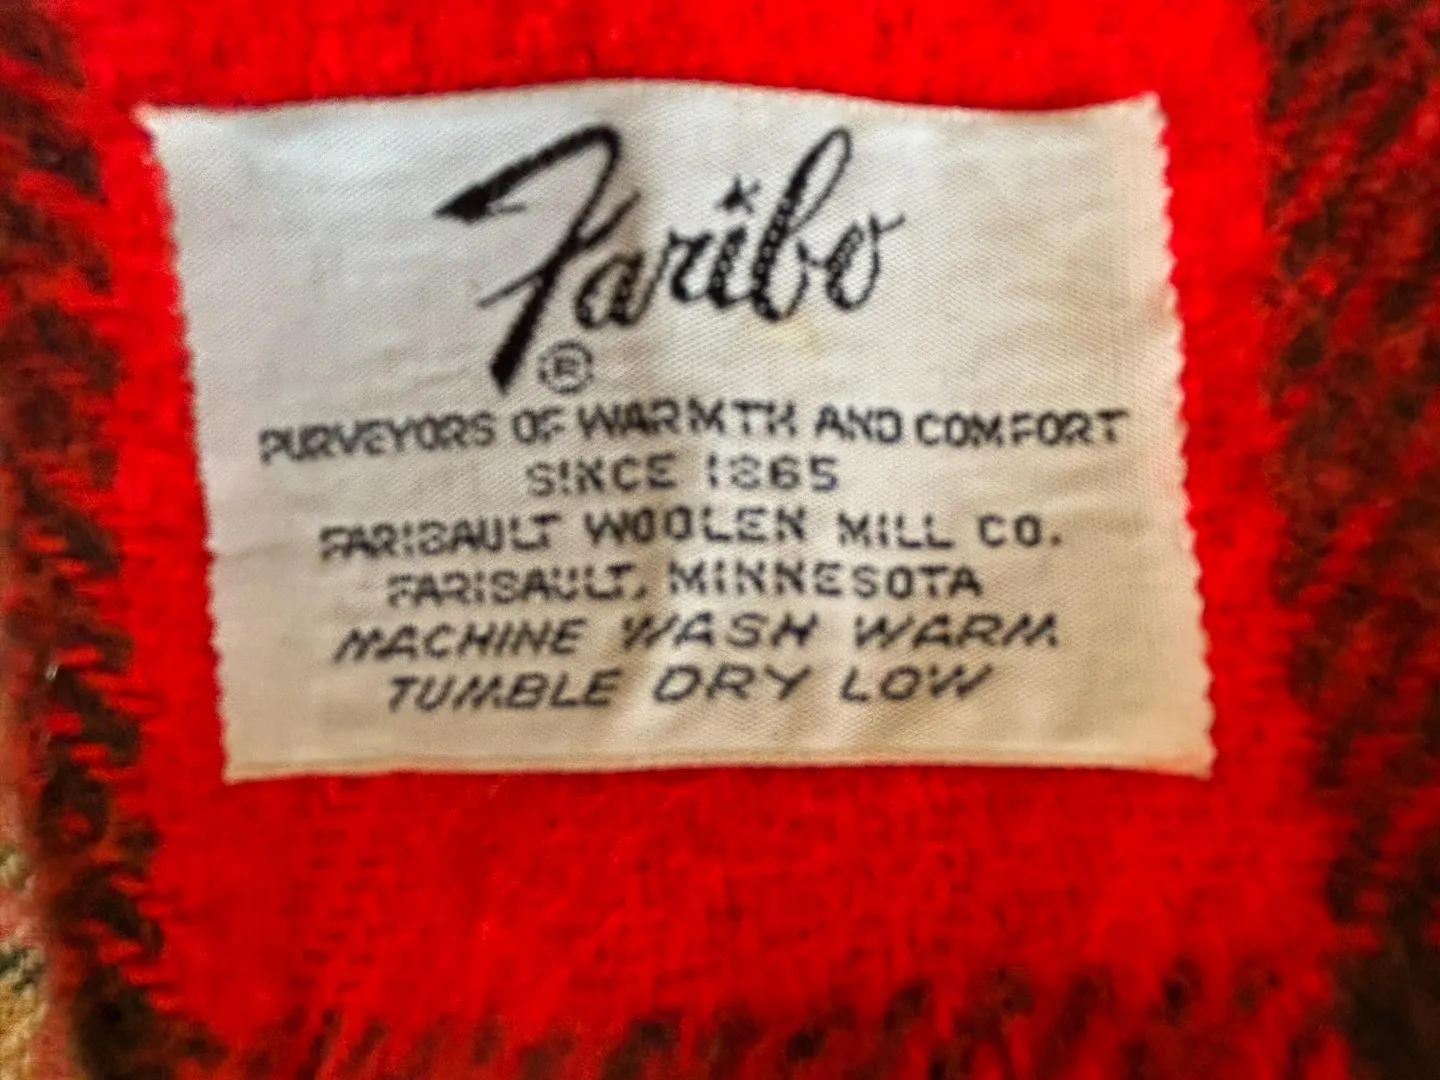 Faribo
®
PURVEYORS OF WARMTH AND COMFORT
SINCE 1865
FARIBAULT WOOLEN MILL CO.
FARIBAULT, MINNESOTA
MACHINE WASH WARM
TUMBLE DRY LOW